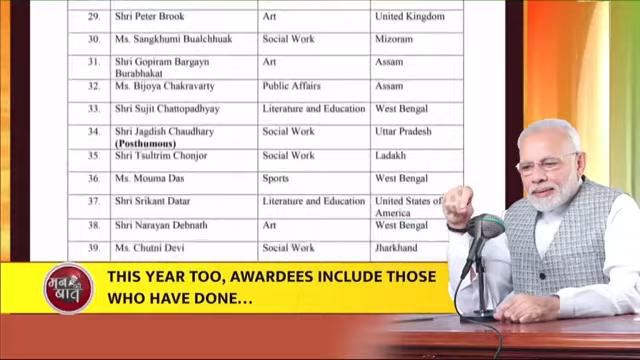 29. Shri Peter Brook Art United Kingdom
30. Ms. Sangkhumi Bualchhuak Social Work Mizoram
31. Shri Gopiram Bargayn Burabhakat Art Assam
32. Ms. Bijoya Chakravarty Public Affairs Assam
33. Shri Sujit Chattopadhyay Literature and Education West Bengal
34. Shri Jagdish Chaudhary (Posthumous) Social Work Uttar Pradesh
35. Shri Tsultrim Chonjor Social Work Ladakh
36. Ms. Mouma Das Sports West Bengal
37. Shri Srikant Datar Literature and Education United States of America
38. Shri Narayan Debnath Art West Bengal
39. Ms. Chutni Devi Social Work Jharkhand
मन की बात
THIS YEAR TOO, AWARDEES INCLUDE THOSE
WHO HAVE DONE...